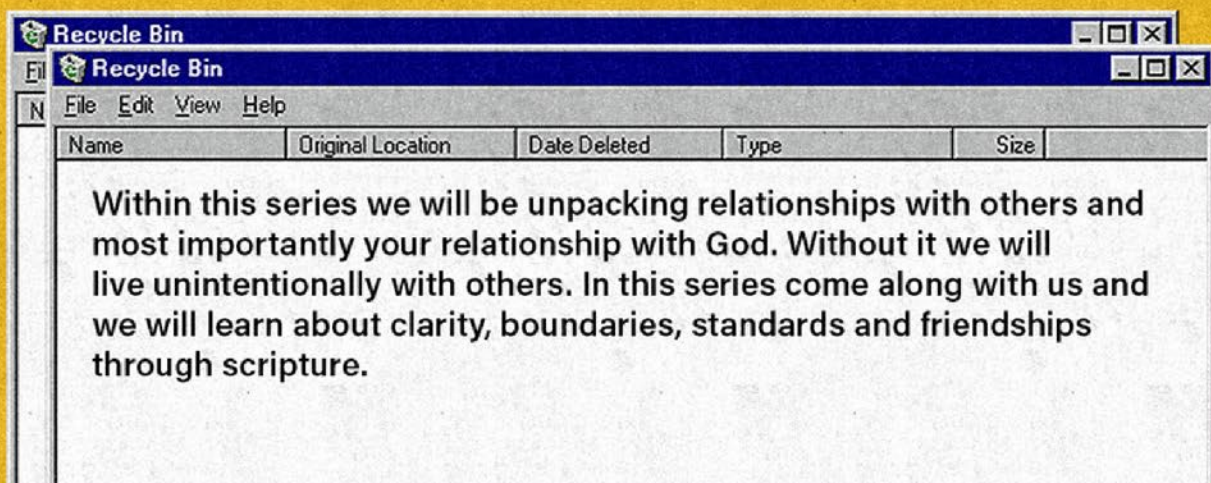 Recycle Bin
Fil
Recycle Bin
N
File Edit View Help
Name Original Location Date Deleted Type Size
Within this series we will be unpacking relationships with others and
most importantly your relationship with God. Without it we will
live unintentionally with others. In this series come along with us and
we will learn about clarity, boundaries, standards and friendships
through scripture.